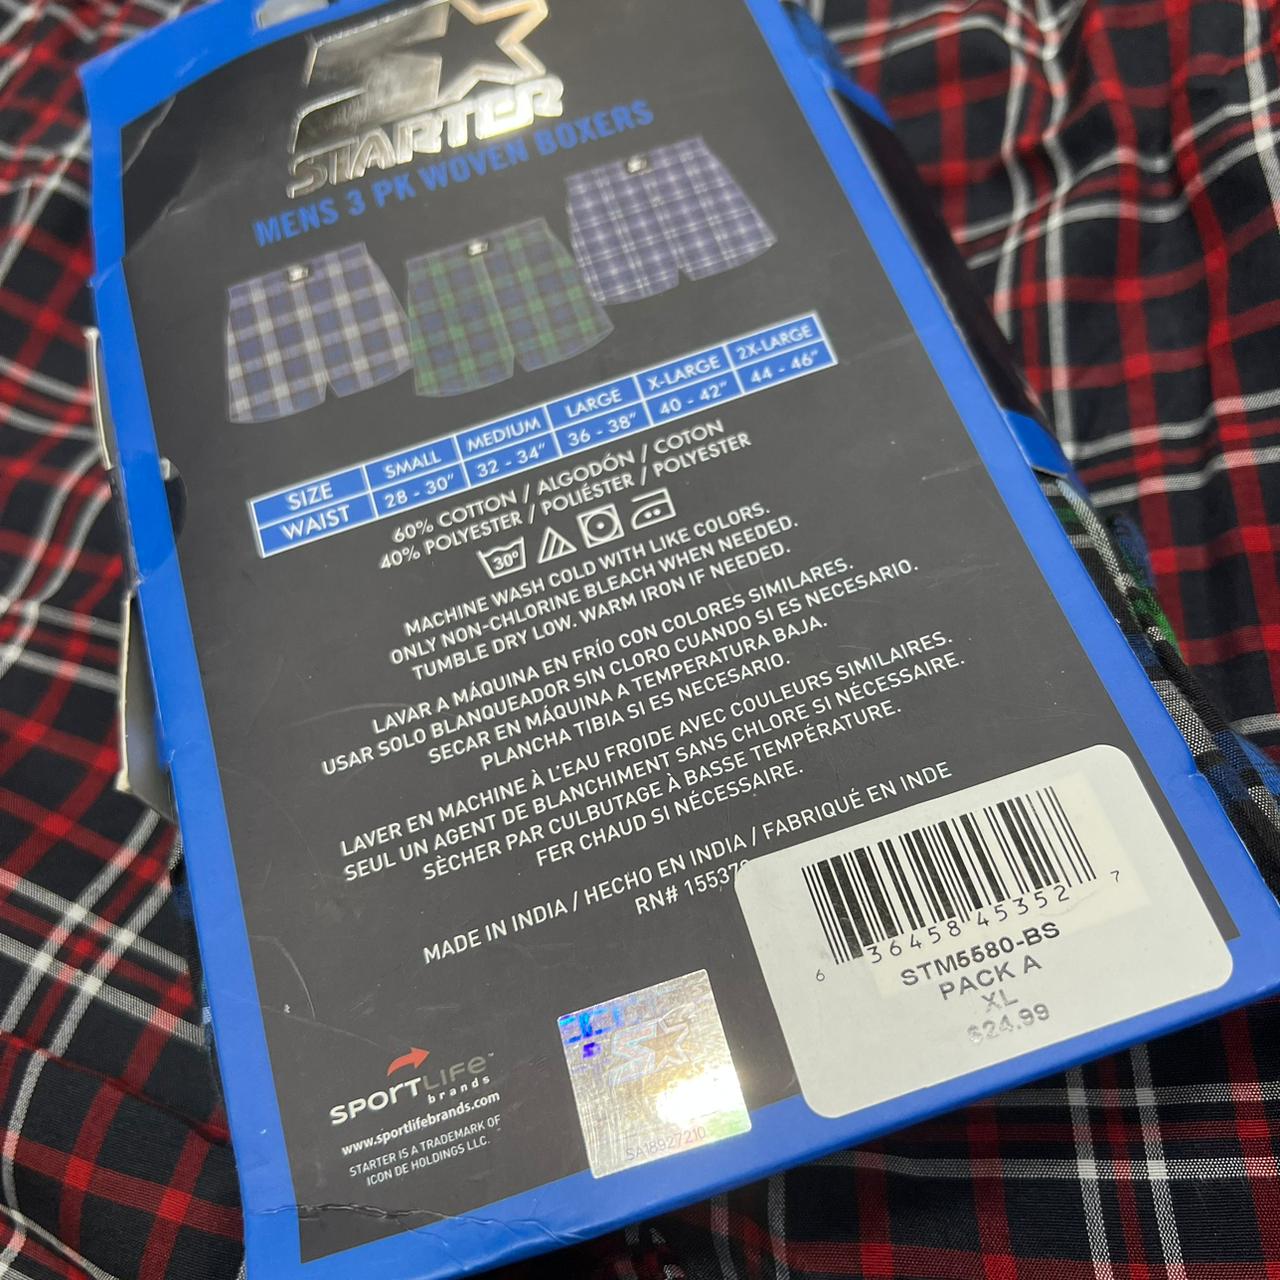 STARTER
MENS 3 PK WOVEN BOXERS
SIZE SMALL MEDIUM LARGE X-LARGE 2X-LARGE
WAIST 28 - 30" 32 - 34" 36 - 38" 40 - 42" 44 - 46"
60% COTTON / ALGODÓN / COTON
40% POLYESTER / POLIÉSTER / POLYESTER
30°
MACHINE WASH COLD WITH LIKE COLORS.
ONLY NON-CHLORINE BLEACH WHEN NEEDED.
TUMBLE DRY LOW. WARM IRON IF NEEDED.
LAVAR A MÁQUINA EN FRÍO CON COLORES SIMILARES.
USAR SOLO BLANQUEADOR SIN CLORO CUANDO SI ES NECESARIO.
SECAR EN MÁQUINA A TEMPERATURA BAJA.
PLANCHA TIBIA SI ES NECESARIO.
LAVER EN MACHINE À L'EAU FROIDE AVEC COULEURS SIMILAIRES.
SEUL UN AGENT DE BLANCHIMENT SANS CHLORE SI NÉCESSAIRE.
SÈCHER PAR CULBUTAGE À BASSE TEMPÉRATURE.
FER CHAUD SI NÉCESSAIRE.
MADE IN INDIA / HECHO EN INDIA / FABRIQUÉ EN INDE
RN# 15537
6 36458 45352 7
STM5580-BS
PACK A
XL
$24.99
SPORTLIFE™
brands
www.sportlifebrands.com
STARTER IS A TRADEMARK OF
ICON DE HOLDINGS LLC.
SA18927210